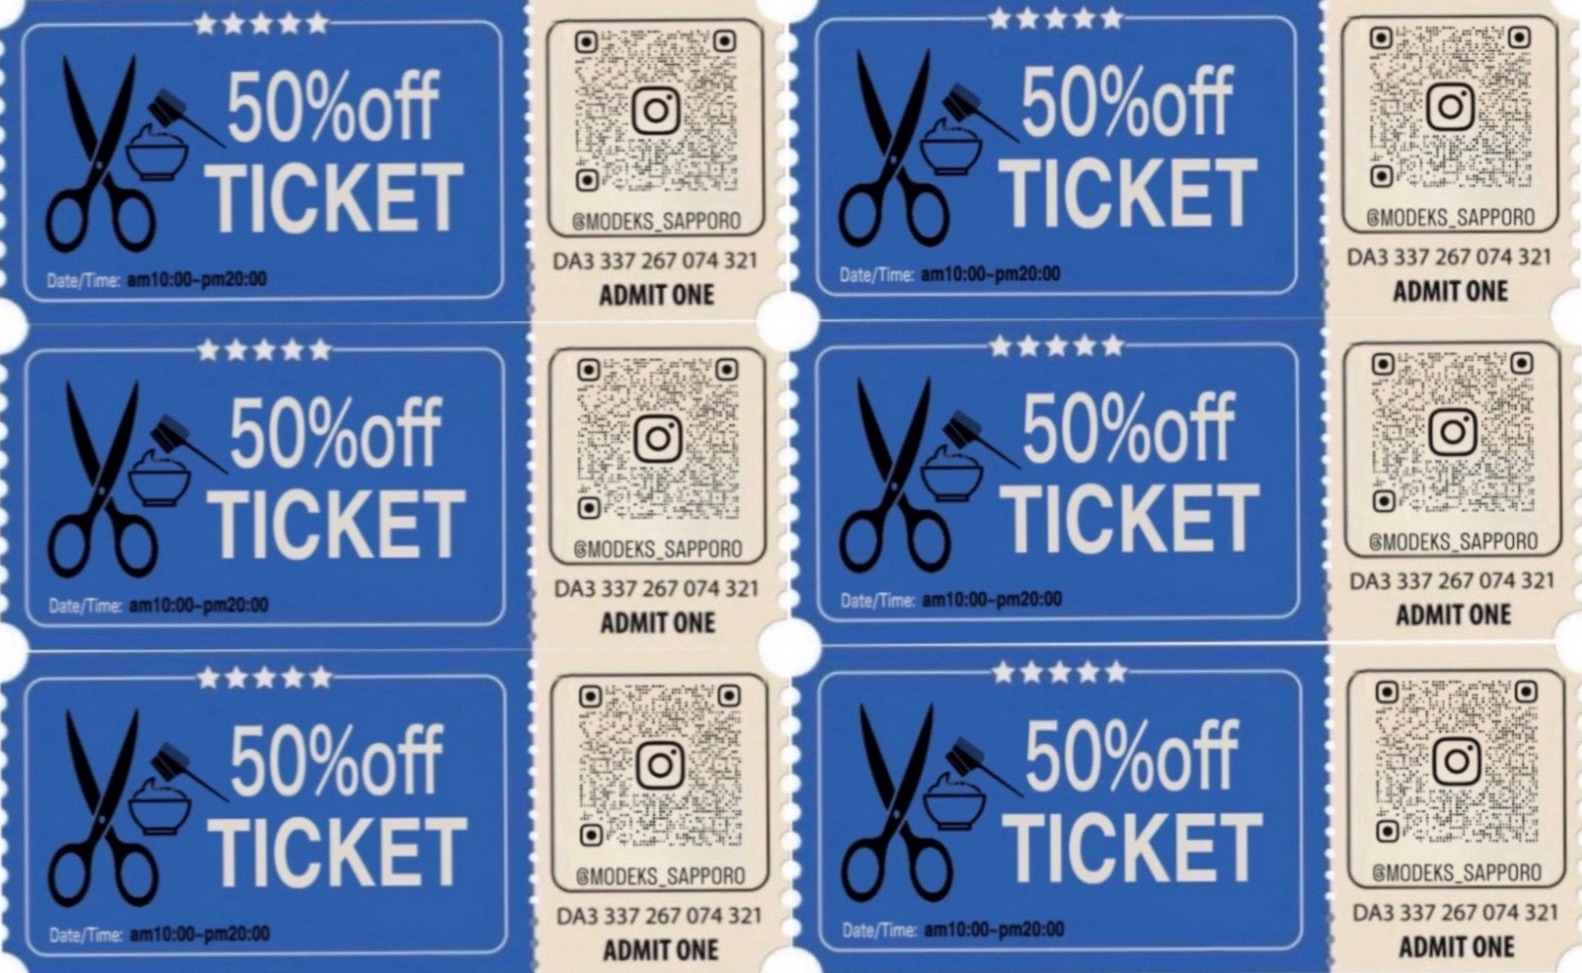 50%off
TICKET
Date/Time: am10:00~pm20:00
@MODEKS_SAPPORO
DA3 337 267 074 321
ADMIT ONE
50%off
TICKET
Date/Time: am10:00~pm20:00
@MODEKS_SAPPORO
DA3 337 267 074 321
ADMIT ONE
50%off
TICKET
Date/Time: am10:00~pm20:00
@MODEKS_SAPPORO
DA3 337 267 074 321
ADMIT ONE
50%off
TICKET
Date/Time: am10:00~pm20:00
@MODEKS_SAPPORO
DA3 337 267 074 321
ADMIT ONE
50%off
TICKET
Date/Time: am10:00~pm20:00
@MODEKS_SAPPORO
DA3 337 267 074 321
ADMIT ONE
50%off
TICKET
Date/Time: am10:00~pm20:00
@MODEKS_SAPPORO
DA3 337 267 074 321
ADMIT ONE